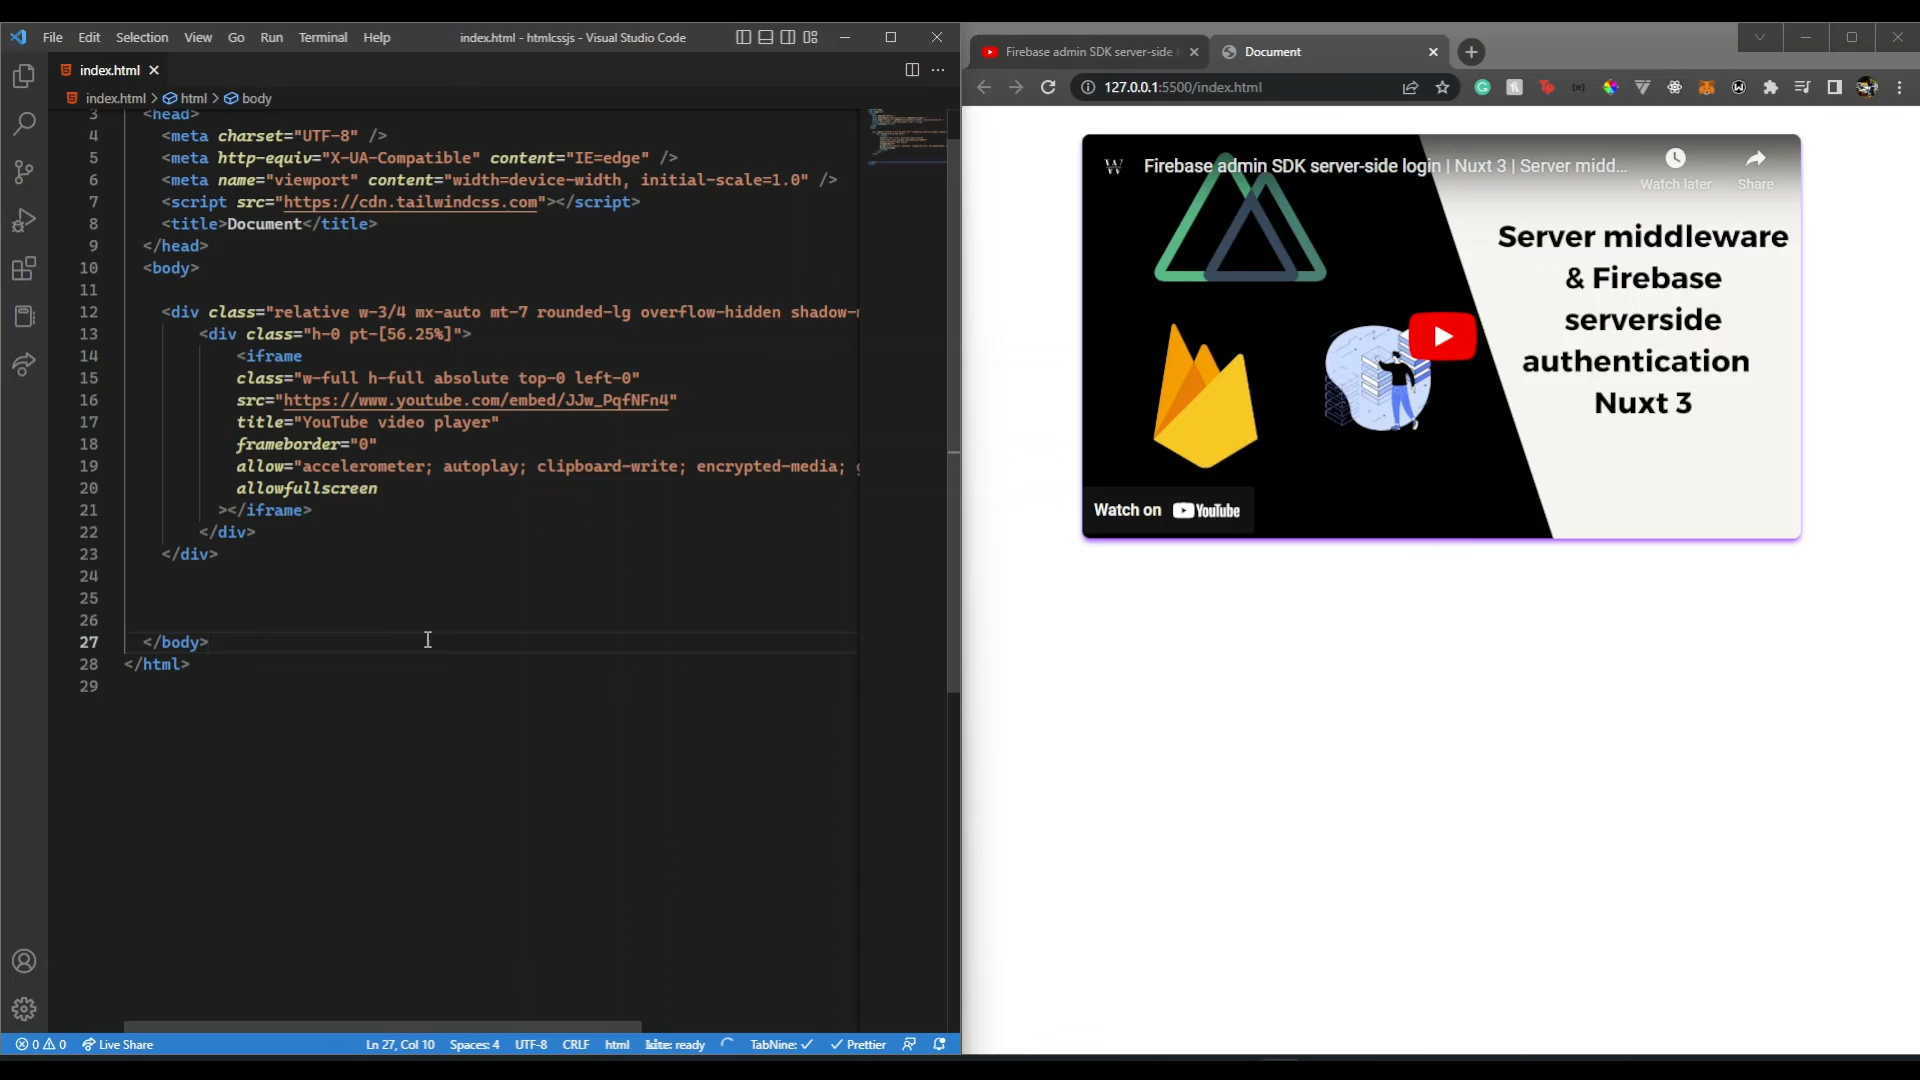 File Edit Selection View Go Run Terminal Help
index.html - htmlcssjs - Visual Studio Code
index.html
index.html > html > body
3 <head>
4 <meta charset="UTF-8" />
5 <meta http-equiv="X-UA-Compatible" content="IE=edge" />
6 <meta name="viewport" content="width=device-width, initial-scale=1.0" />
7 <script src="https://cdn.tailwindcss.com"></script>
8 <title>Document</title>
9 </head>
10 <body>
11
12 <div class="relative w-3/4 mx-auto mt-7 rounded-lg overflow-hidden shadow-
13 <div class="h-0 pt-[56.25%]">
14 <iframe
15 class="w-full h-full absolute top-0 left-0"
16 src="https://www.youtube.com/embed/JJw_PqfNFn4"
17 title="YouTube video player"
18 frameborder="0"
19 allow="accelerometer; autoplay; clipboard-write; encrypted-media;
20 allowfullscreen
21 ></iframe>
22 </div>
23 </div>
24
25
26
27 </body>
28 </html>
29
0 0 Live Share Ln 27, Col 10 Spaces: 4 UTF-8 CRLF html kite: ready TabNine: Prettier
Firebase admin SDK server-side
Document
127.0.0.1:5500/index.html
W Firebase admin SDK server-side login | Nuxt 3 | Server midd...
Watch later Share
Server middleware
& Firebase
serverside
authentication
Nuxt 3
Watch on YouTube